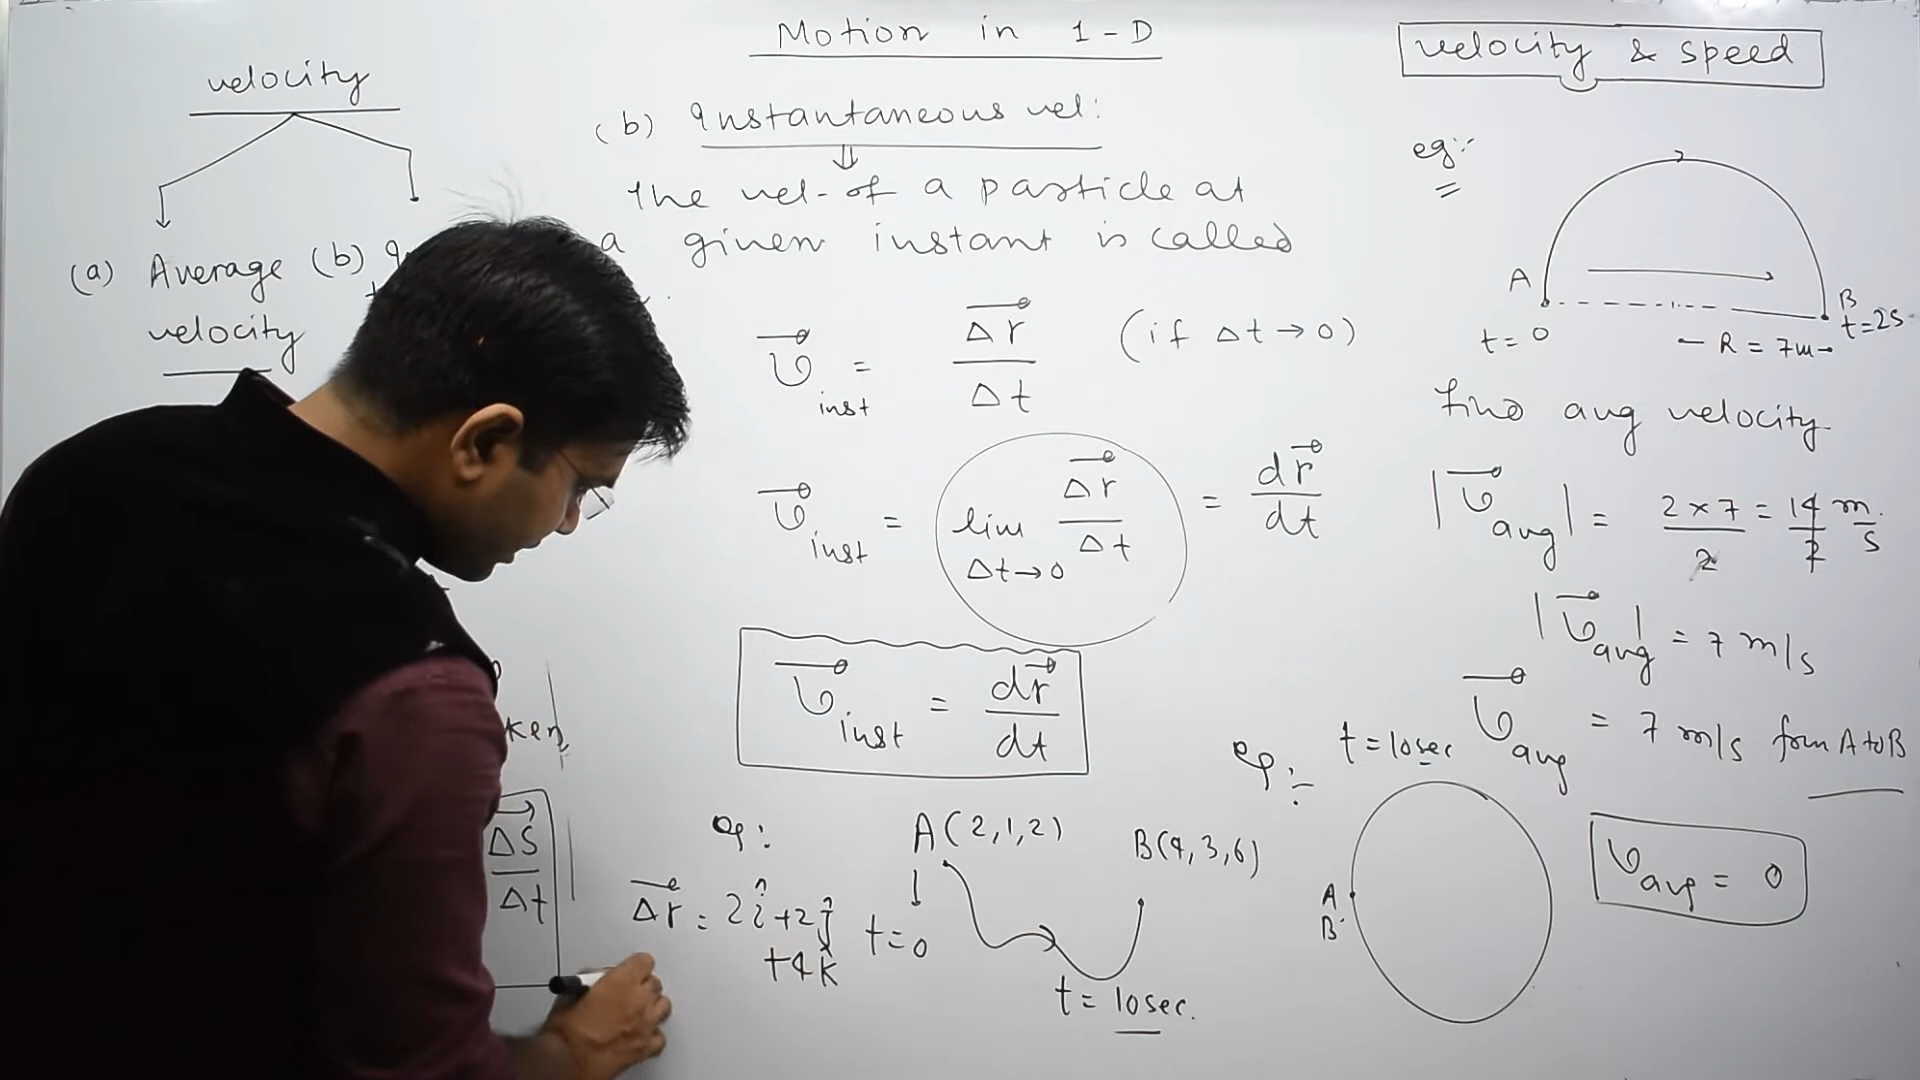 Motion in 1-D
velocity & speed
velocity
(a) Average
velocity
(b)
(b) Instantaneous vel:
⇓
The vel- of a particle at
a given instant is called
v⃗ inst = Δr⃗ / Δt (if Δt → 0)
v⃗ inst = lim Δt→0 Δr⃗ / Δt = dr⃗ / dt
v⃗ inst = dr⃗ / dt
ken
ΔS⃗ / Δt
eg:
A(2,1,2)
B(4,3,6)
Δr⃗ = 2î+2ĵ
+4k̂
t=0
t= 10sec.
eg:-
A
B
t= 0
t=2s
R = 7m
find avg velocity
|v⃗ avg| = 2×7 / 2 = 14 / 2 m/s
|v⃗ avg| = 7 m/s
v⃗ avg = 7 m/s from A to B
eg:-
t=10sec
A
B
v avg = 0